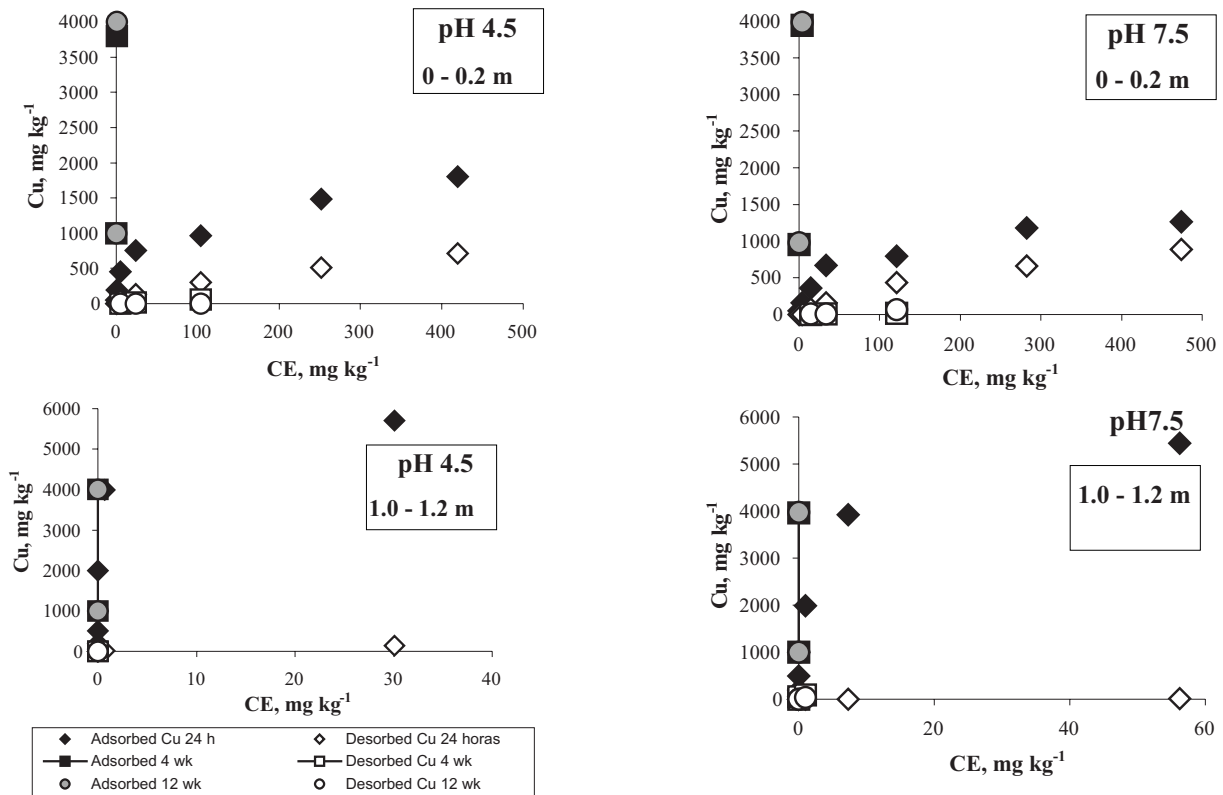 pH 4.5
0 - 0.2 m
Cu, mg kg⁻¹
4000
3500
3000
2500
2000
1500
1000
500
0
0 100 200 300 400 500
CE, mg kg⁻¹
pH 7.5
0 - 0.2 m
Cu, mg kg⁻¹
4000
3500
3000
2500
2000
1500
1000
500
0
0 100 200 300 400 500
CE, mg kg⁻¹
pH 4.5
1.0 - 1.2 m
Cu, mg kg⁻¹
6000
5000
4000
3000
2000
1000
0
0 10 20 30 40
CE, mg kg⁻¹
pH7.5
1.0 - 1.2 m
Cu, mg kg⁻¹
6000
5000
4000
3000
2000
1000
0
0 20 40 60
CE, mg kg⁻¹
Adsorbed Cu 24 h
Desorbed Cu 24 horas
Adsorbed 4 wk
Desorbed Cu 4 wk
Adsorbed 12 wk
Desorbed Cu 12 wk